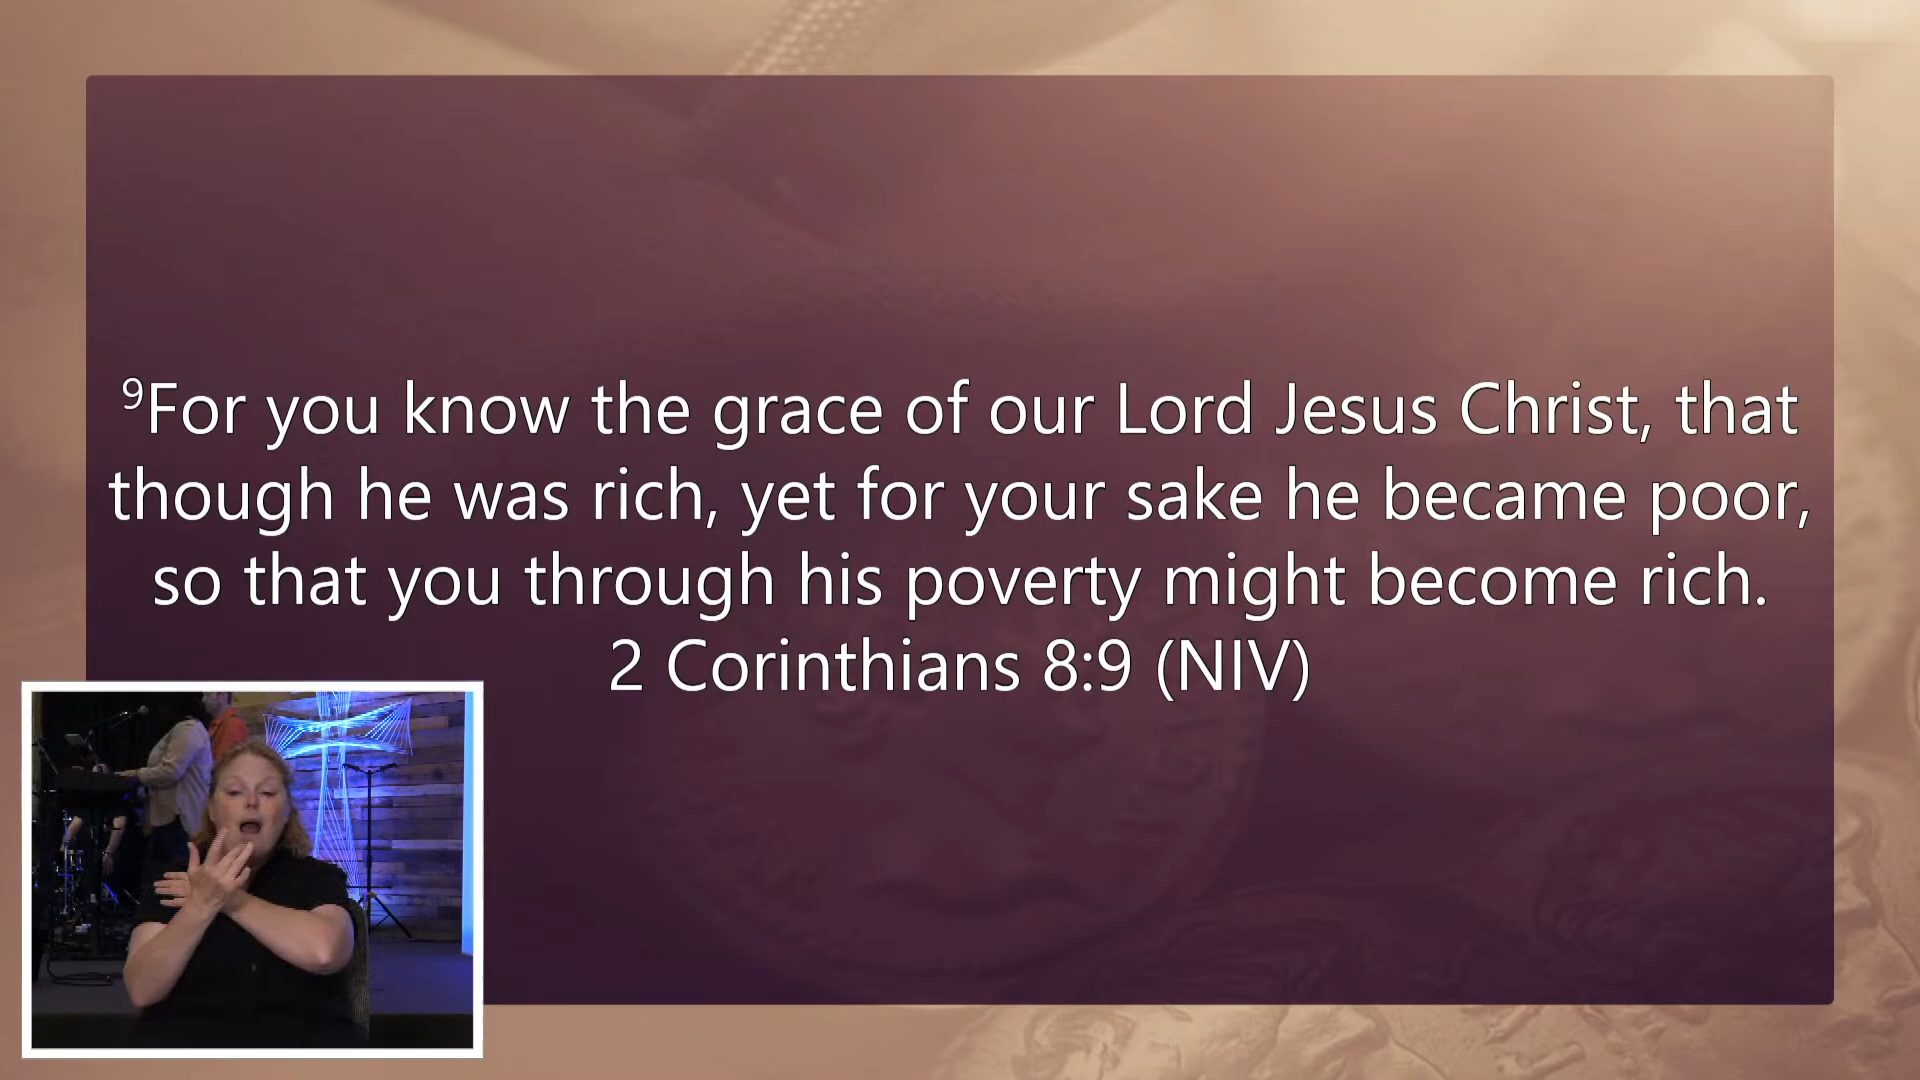 ⁹For you know the grace of our Lord Jesus Christ, that
though he was rich, yet for your sake he became poor,
so that you through his poverty might become rich.
2 Corinthians 8:9 (NIV)